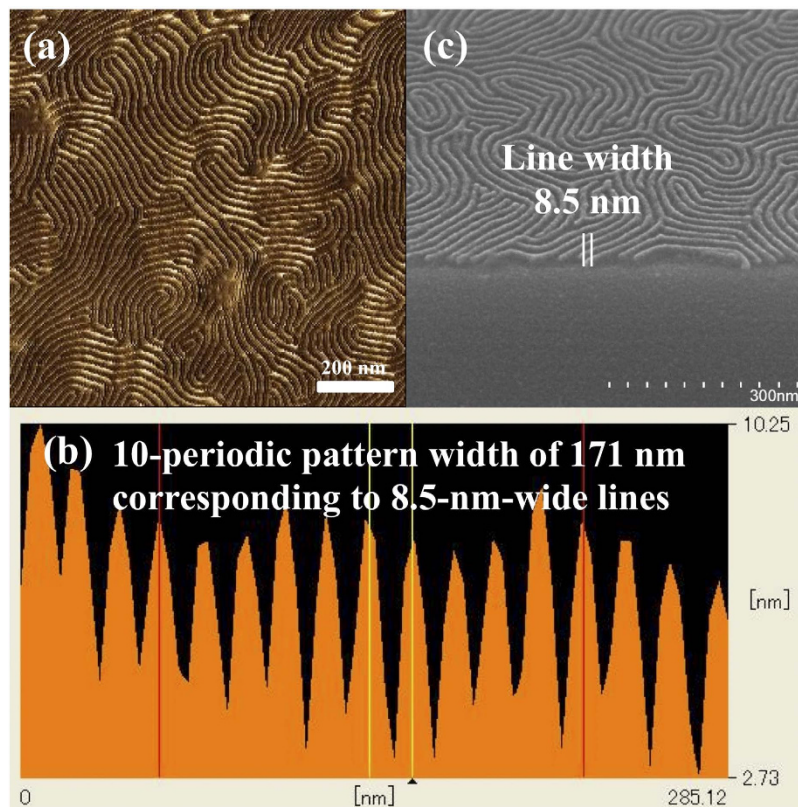 (a)
200 nm
(c)
Line width
8.5 nm
300nm
(b) 10-periodic pattern width of 171 nm
corresponding to 8.5-nm-wide lines
10.25
[nm]
2.73
0 [nm] 285.12